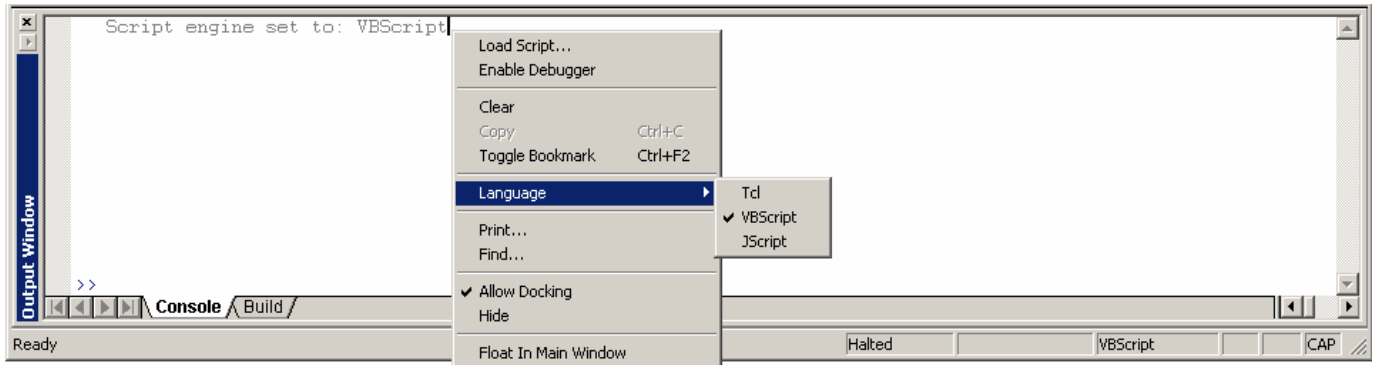 Script engine set to: VBScript
Load Script...
Enable Debugger
Clear
Copy Ctrl+C
Toggle Bookmark Ctrl+F2
Language
Tcl
VBScript
JScript
Print...
Find...
Allow Docking
Hide
Float In Main Window
Output Window
>>
Console
Build
Ready
Halted
VBScript
CAP